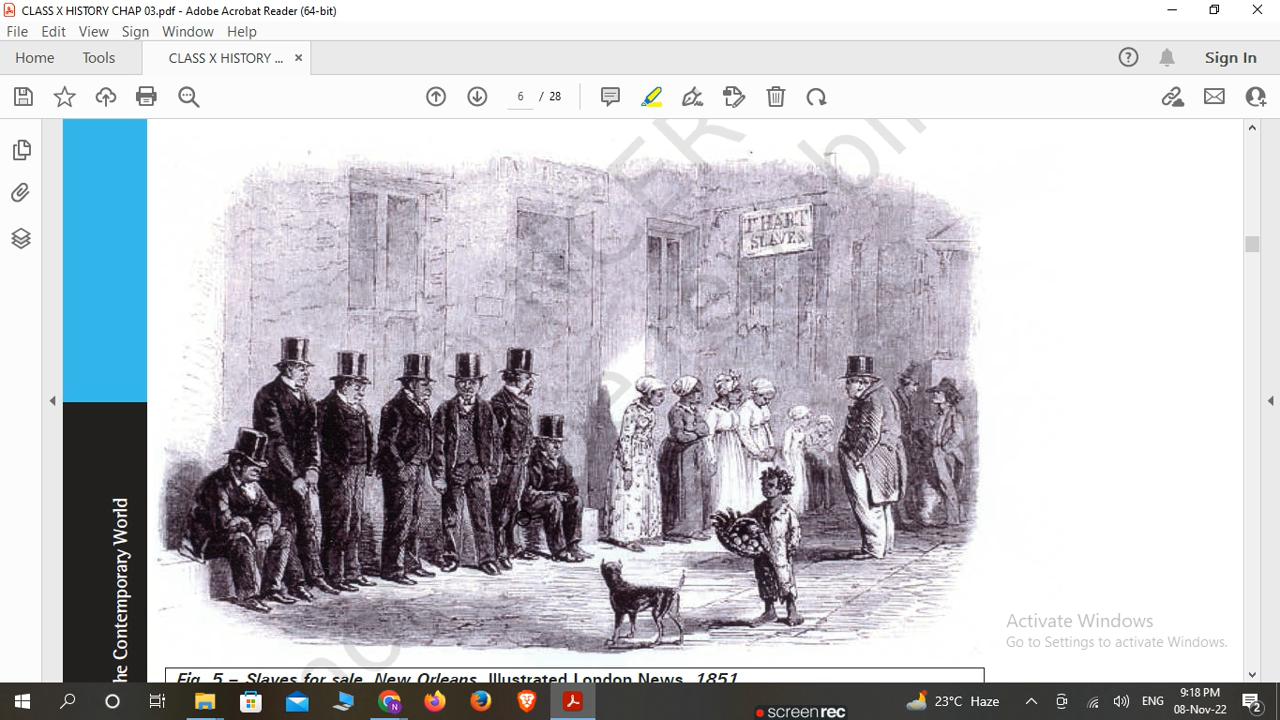 CLASS X HISTORY CHAP 03.pdf - Adobe Acrobat Reader (64-bit)
File Edit View Sign Window Help
Home Tools CLASS X HISTORY ... × Sign In
6 / 28
T HART
SLAVES
he Contemporary World
Activate Windows
Go to Settings to activate Windows.
Fig. 5 – Slaves for sale, New Orleans, Illustrated London News, 1851.
23°C Haze ENG 9:18 PM
08-Nov-22 2
screenrec